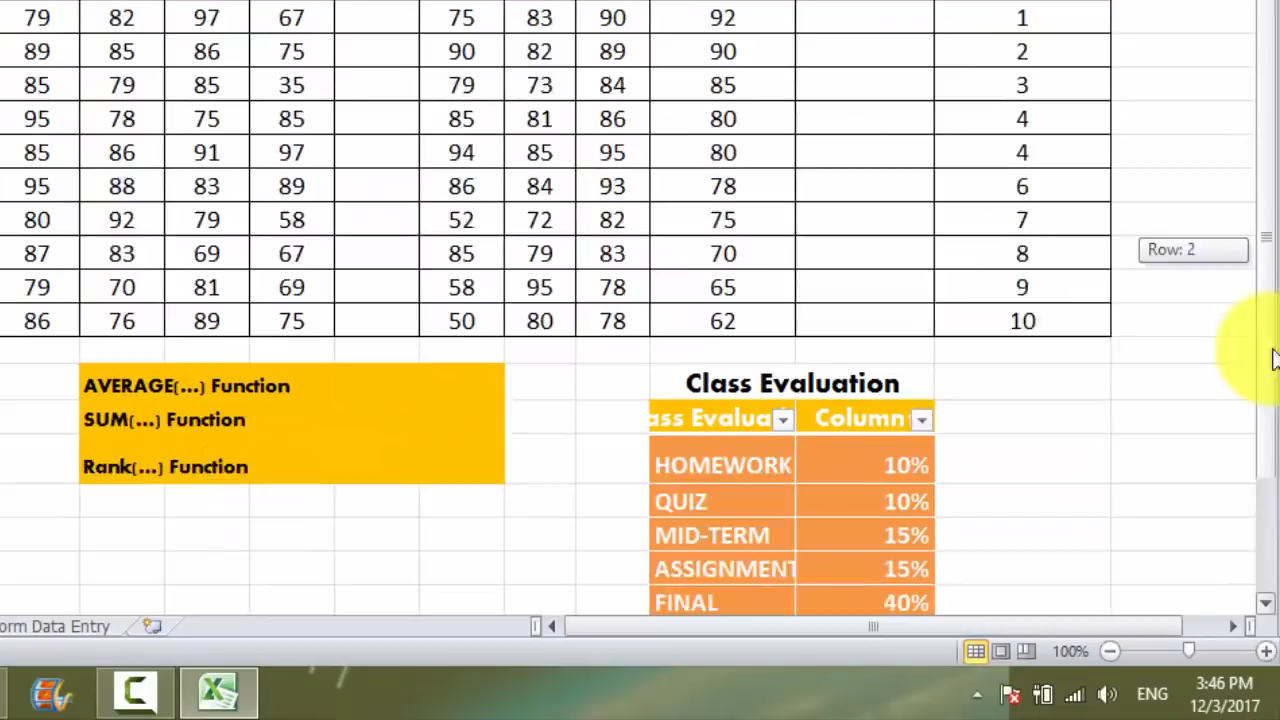 79 82 97 67 75 83 90 92 1
89 85 86 75 90 82 89 90 2
85 79 85 35 79 73 84 85 3
95 78 75 85 85 81 86 80 4
85 86 91 97 94 85 95 80 4
95 88 83 89 86 84 93 78 6
80 92 79 58 52 72 82 75 7
Row: 2
87 83 69 67 85 79 83 70 8
79 70 81 69 58 95 78 65 9
86 76 89 75 50 80 78 62 10
AVERAGE(...) Function
SUM(...) Function
Rank(...) Function
Class Evaluation
ass Evalua Column
HOMEWORK 10%
QUIZ 10%
MID-TERM 15%
ASSIGNMENT 15%
FINAL 40%
orm Data Entry
100%
ENG
3:46 PM
12/3/2017